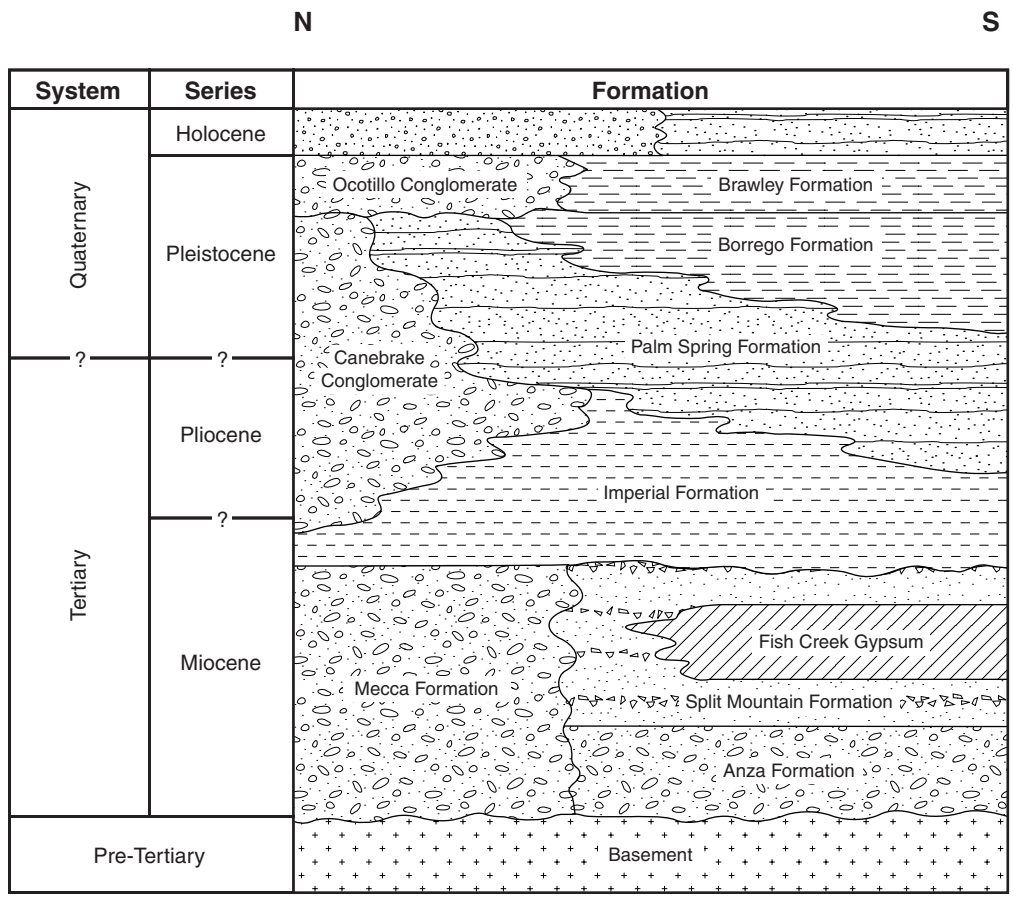 N
S
System
Series
Formation
Holocene
Ocotillo Conglomerate
Brawley Formation
Quaternary
Pleistocene
Borrego Formation
Palm Spring Formation
?
?
Canebrake
Conglomerate
Pliocene
Imperial Formation
?
Tertiary
Miocene
Fish Creek Gypsum
Mecca Formation
Split Mountain Formation
Anza Formation
Pre-Tertiary
Basement